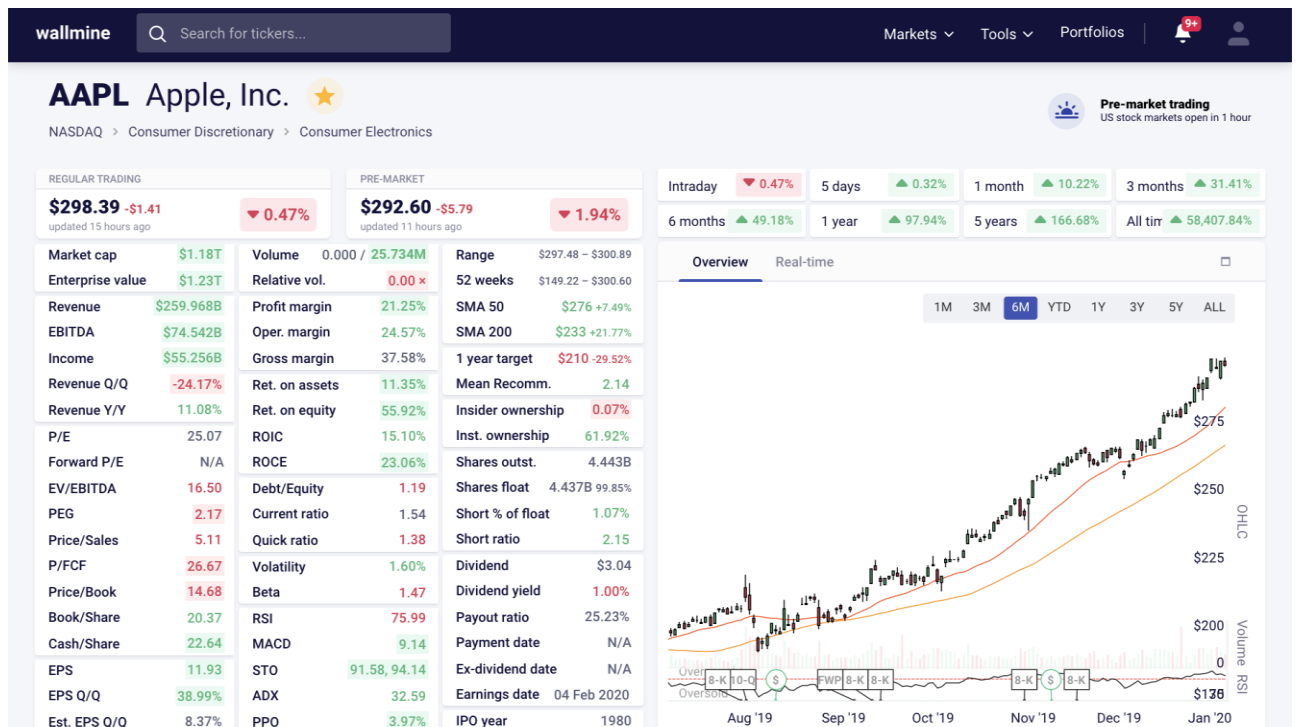 wallmine
Search for tickers...
Markets
Tools
Portfolios
9+
AAPL Apple, Inc.
NASDAQ > Consumer Discretionary > Consumer Electronics
Pre-market trading
US stock markets open in 1 hour
REGULAR TRADING
$298.39 -$1.41
updated 15 hours ago
0.47%
PRE-MARKET
$292.60 -$5.79
updated 11 hours ago
1.94%
Intraday 0.47%
5 days 0.32%
1 month 10.22%
3 months 31.41%
6 months 49.18%
1 year 97.94%
5 years 166.68%
All tim 58,407.84%
Market cap $1.18T
Enterprise value $1.23T
Revenue $259.968B
EBITDA $74.542B
Income $55.256B
Revenue Q/Q -24.17%
Revenue Y/Y 11.08%
P/E 25.07
Forward P/E N/A
EV/EBITDA 16.50
PEG 2.17
Price/Sales 5.11
P/FCF 26.67
Price/Book 14.68
Book/Share 20.37
Cash/Share 22.64
EPS 11.93
EPS Q/Q 38.99%
Est. EPS Q/Q 8.37%
Volume 0.000 / 25.734M
Relative vol. 0.00 ×
Profit margin 21.25%
Oper. margin 24.57%
Gross margin 37.58%
Ret. on assets 11.35%
Ret. on equity 55.92%
ROIC 15.10%
ROCE 23.06%
Debt/Equity 1.19
Current ratio 1.54
Quick ratio 1.38
Volatility 1.60%
Beta 1.47
RSI 75.99
MACD 9.14
STO 91.58, 94.14
ADX 32.59
PPO 3.97%
Range $297.48 – $300.89
52 weeks $149.22 – $300.60
SMA 50 $276 +7.49%
SMA 200 $233 +21.77%
1 year target $210 -29.52%
Mean Recomm. 2.14
Insider ownership 0.07%
Inst. ownership 61.92%
Shares outst. 4.443B
Shares float 4.437B 99.85%
Short % of float 1.07%
Short ratio 2.15
Dividend $3.04
Dividend yield 1.00%
Payout ratio 25.23%
Payment date N/A
Ex-dividend date N/A
Earnings date 04 Feb 2020
IPO year 1980
Overview
Real-time
1M 3M 6M YTD 1Y 3Y 5Y ALL
$275
$250
$225
$200
0
OHLC
Volume
RSI
8-K 10-Q $ FWP 8-K 8-K 8-K $ 8-K
Aug '19 Sep '19 Oct '19 Nov '19 Dec '19 Jan '20